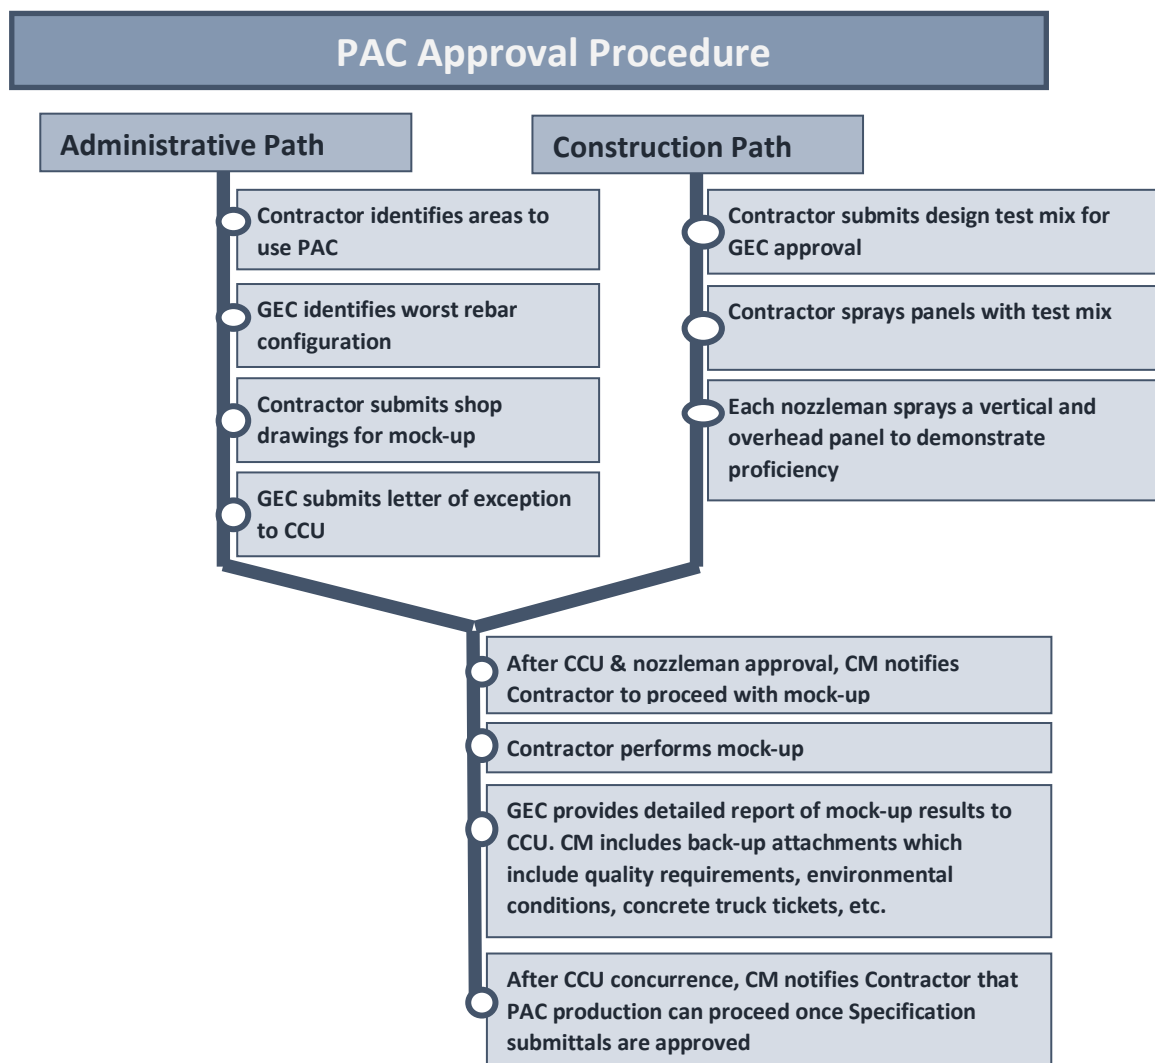 PAC Approval Procedure
Administrative Path
Contractor identifies areas to
use PAC
GEC identifies worst rebar
configuration
Contractor submits shop
drawings for mock-up
GEC submits letter of exception
to CCU
Construction Path
Contractor submits design test mix for
GEC approval
Contractor sprays panels with test mix
Each nozzleman sprays a vertical and
overhead panel to demonstrate
proficiency
After CCU & nozzleman approval, CM notifies
Contractor to proceed with mock-up
Contractor performs mock-up
GEC provides detailed report of mock-up results to
CCU. CM includes back-up attachments which
include quality requirements, environmental
conditions, concrete truck tickets, etc.
After CCU concurrence, CM notifies Contractor that
PAC production can proceed once Specification
submittals are approved